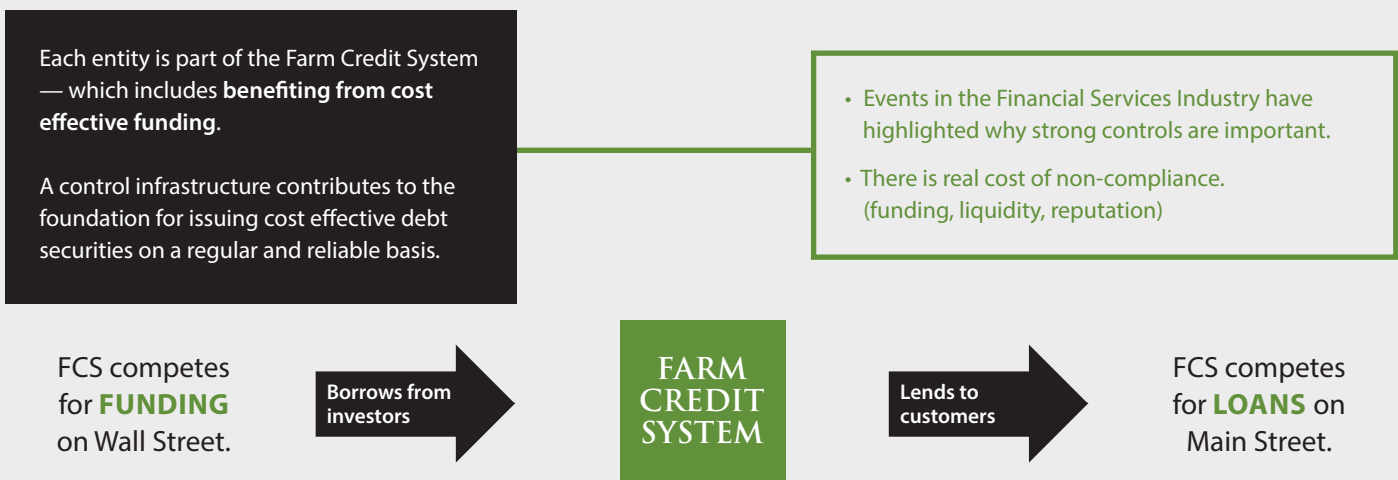 Each entity is part of the Farm Credit System
— which includes benefiting from cost
effective funding.
A control infrastructure contributes to the
foundation for issuing cost effective debt
securities on a regular and reliable basis.
• Events in the Financial Services Industry have
highlighted why strong controls are important.
• There is real cost of non-compliance.
(funding, liquidity, reputation)
FCS competes
for FUNDING
on Wall Street.
Borrows from
investors
FARM
CREDIT
SYSTEM
Lends to
customers
FCS competes
for LOANS on
Main Street.